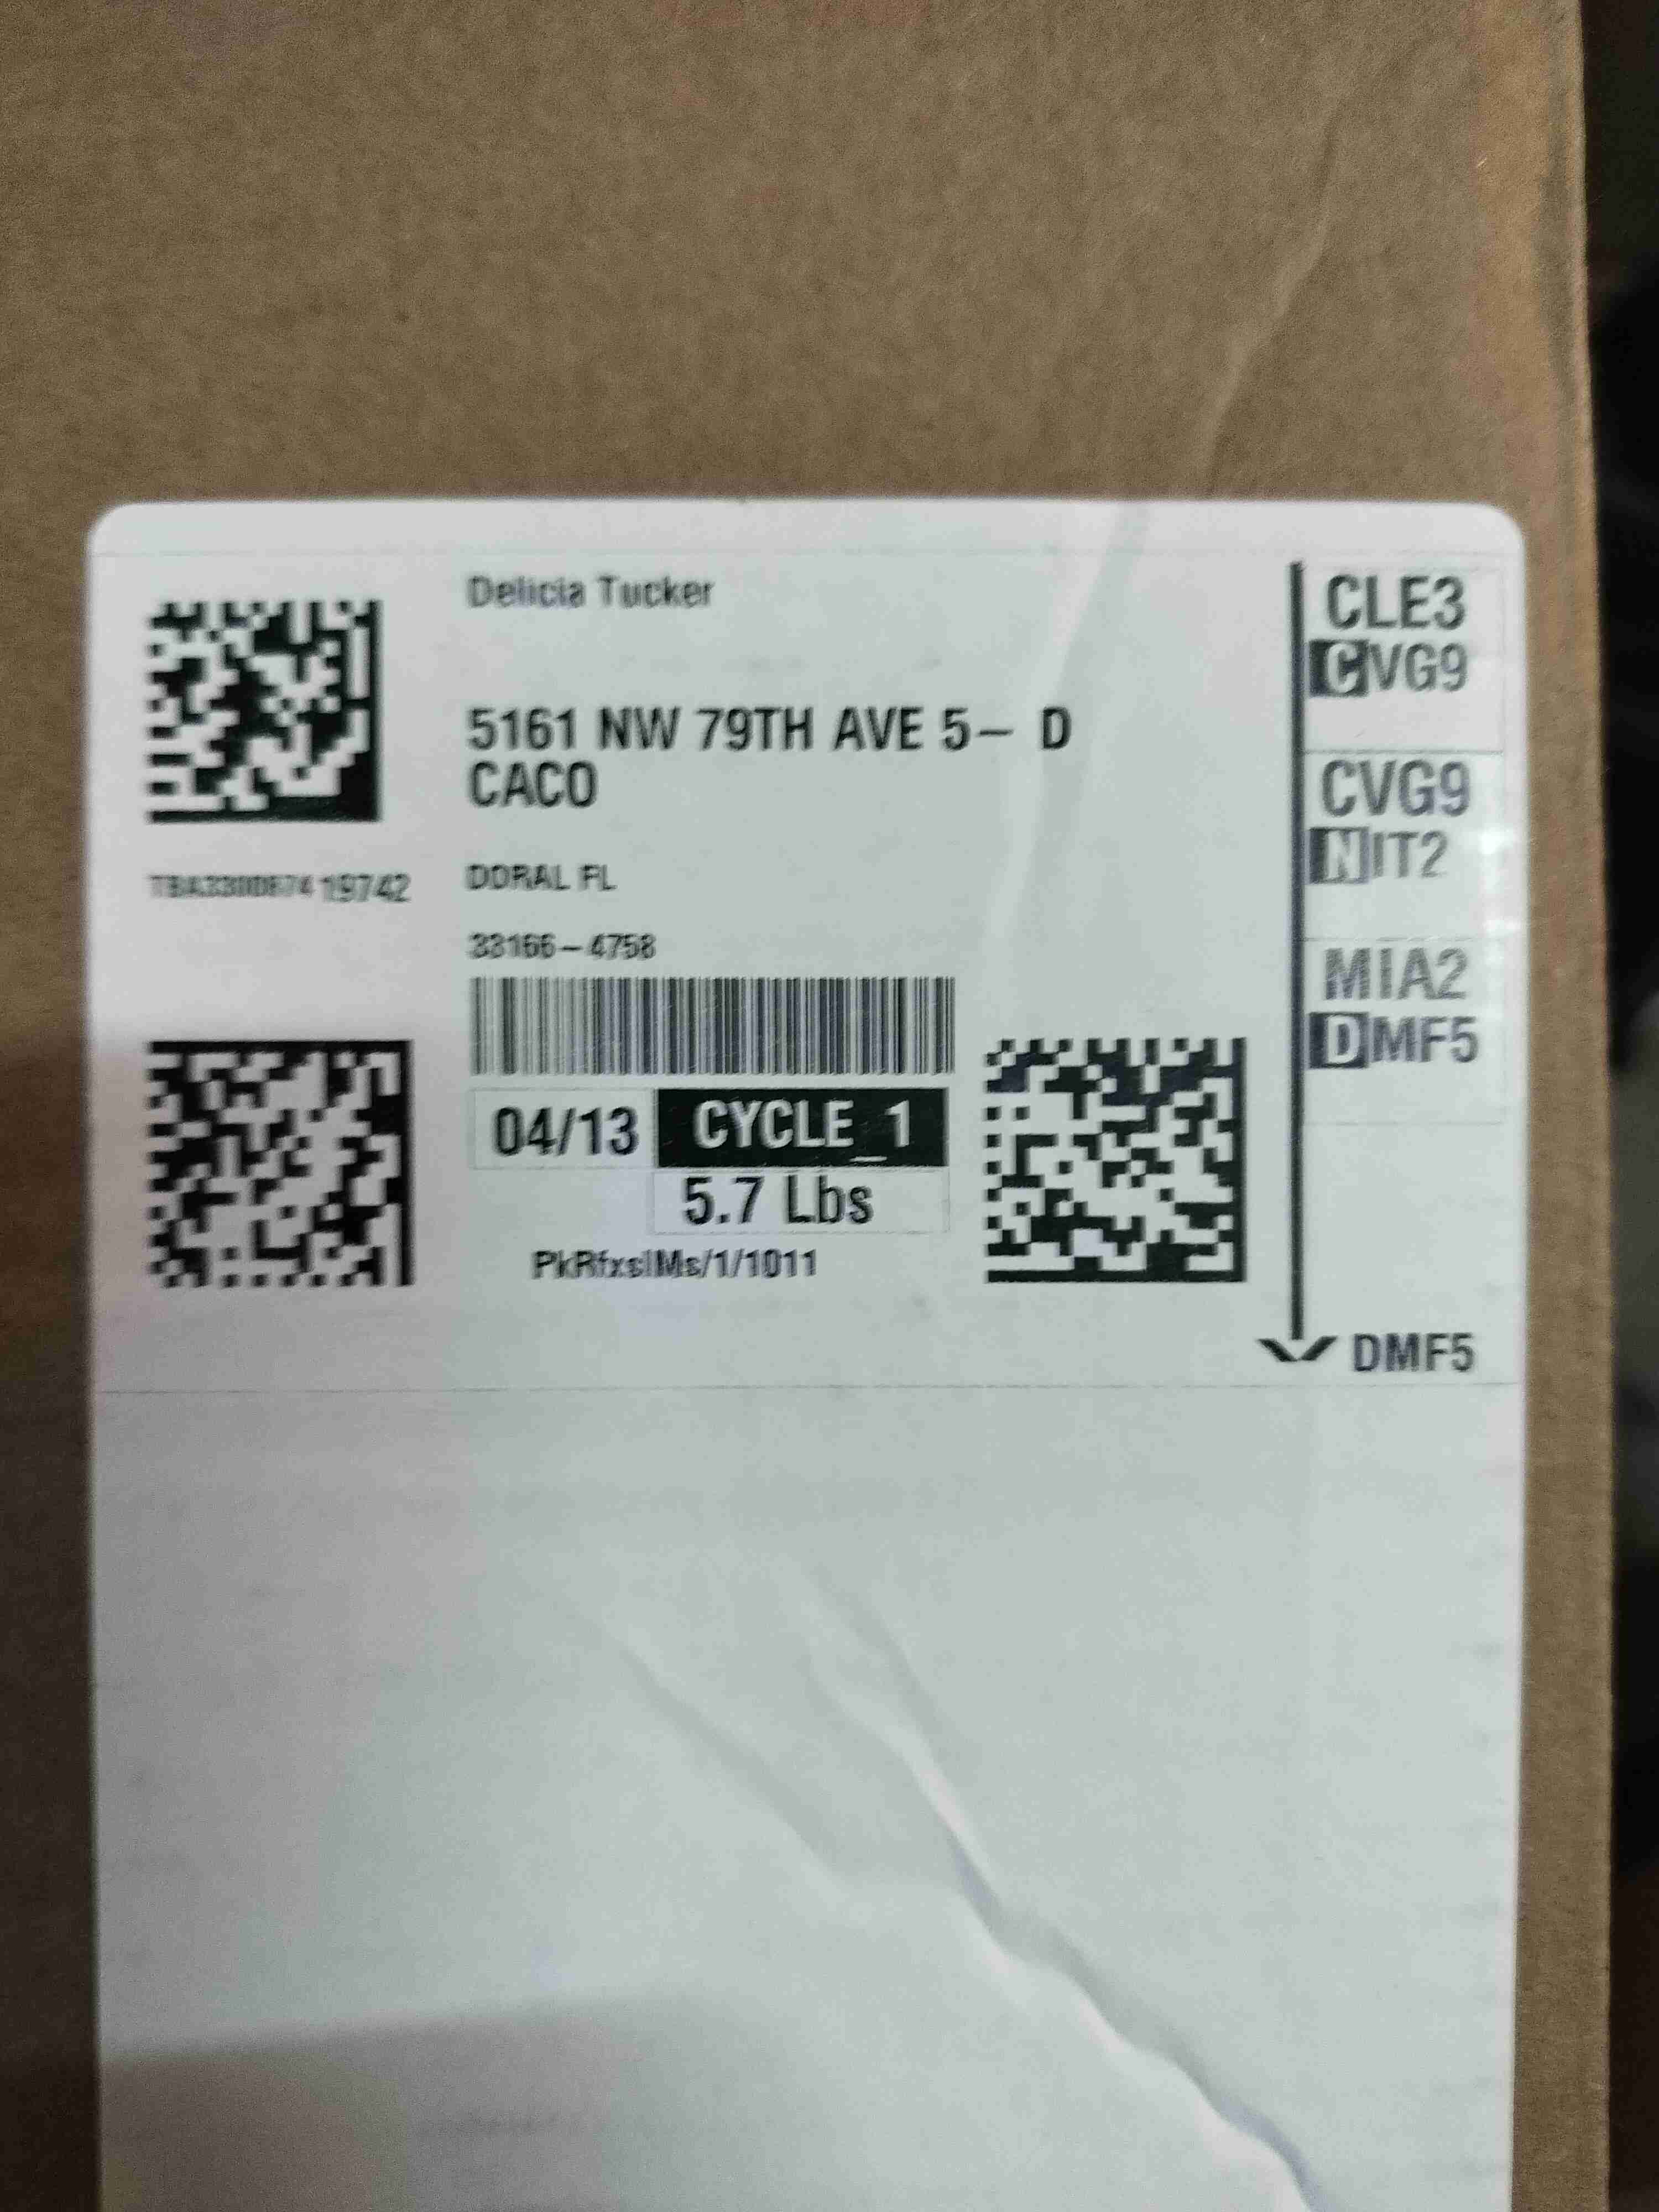 Delicia Tucker
5161 NW 79TH AVE 5– D
CACO
DORAL FL
33166–4758
04/13
CYCLE_1
5.7 Lbs
PkRfxslMs/1/1011
CLE3
CVG9
CVG9
NIT2
MIA2
DMF5
DMF5